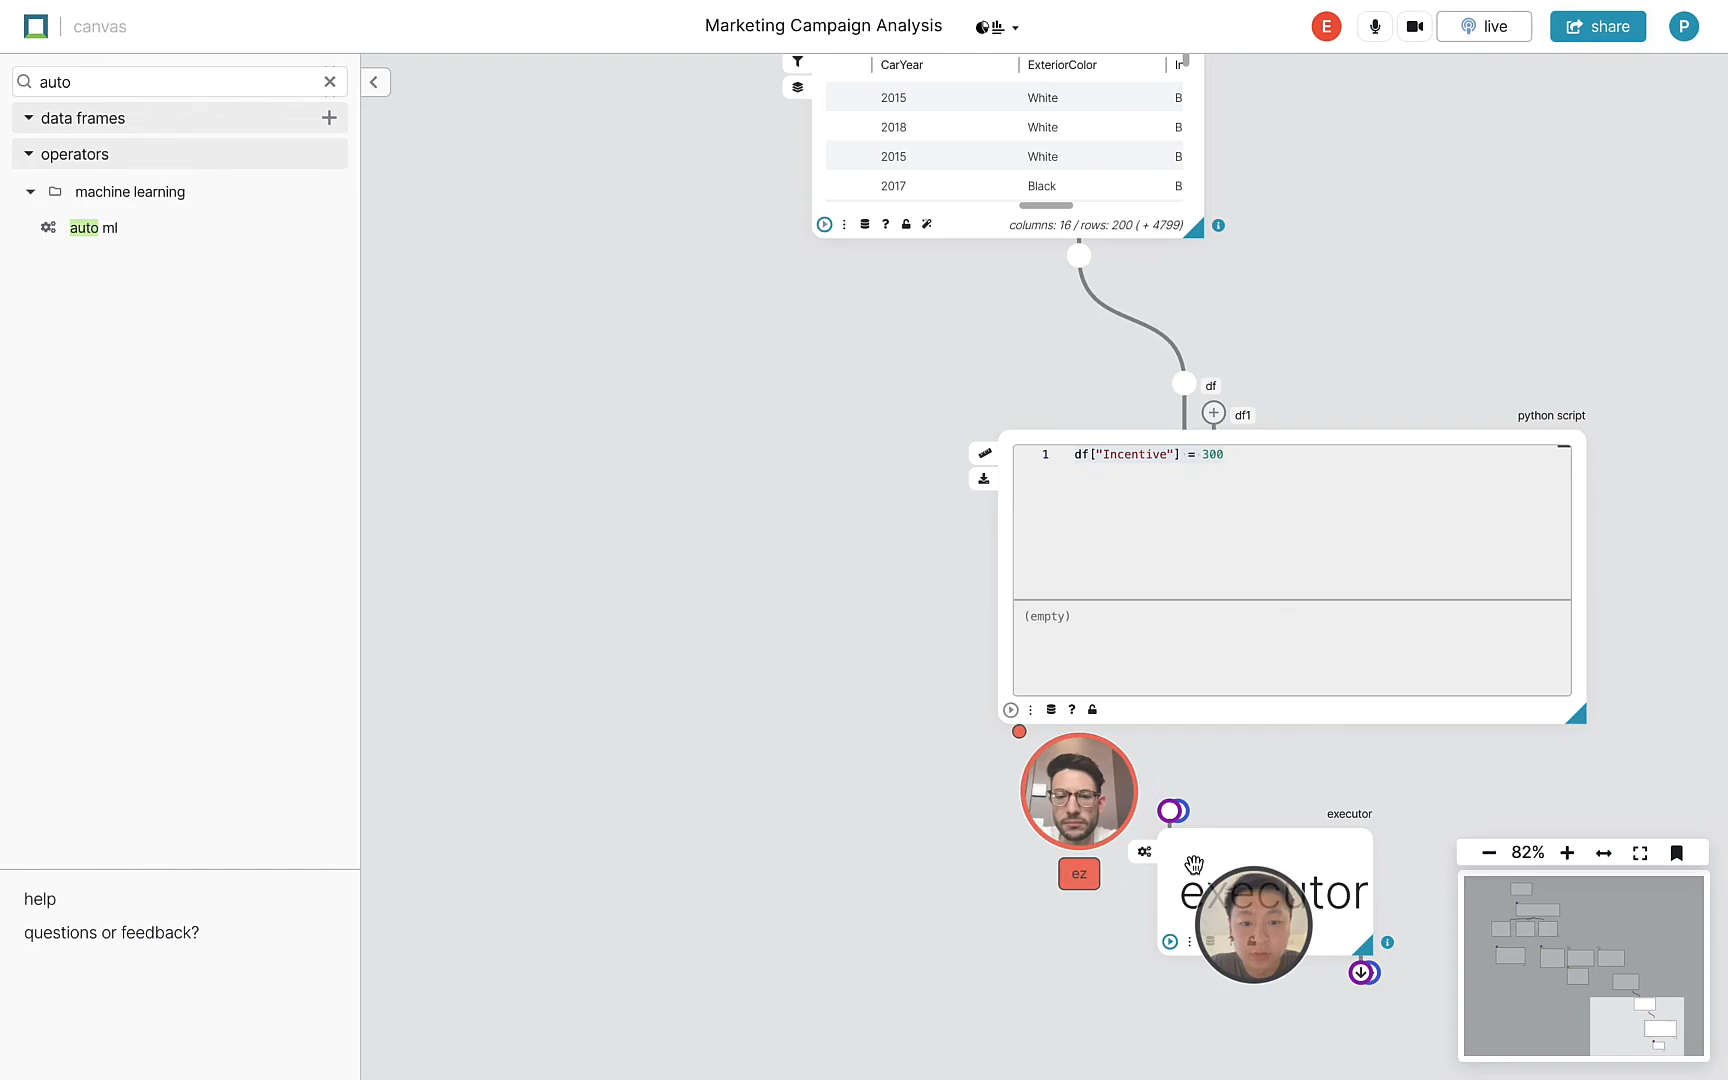 canvas
Marketing Campaign Analysis
E
live
share
P
auto
data frames
operators
machine learning
auto ml
help
questions or feedback?
CarYear ExteriorColor
2015 White B
2018 White B
2015 White B
2017 Black B
columns: 16 / rows: 200 ( + 4799)
df
df1
python script
1 df["Incentive"] = 300
(empty)
ez
executor
executor
82%